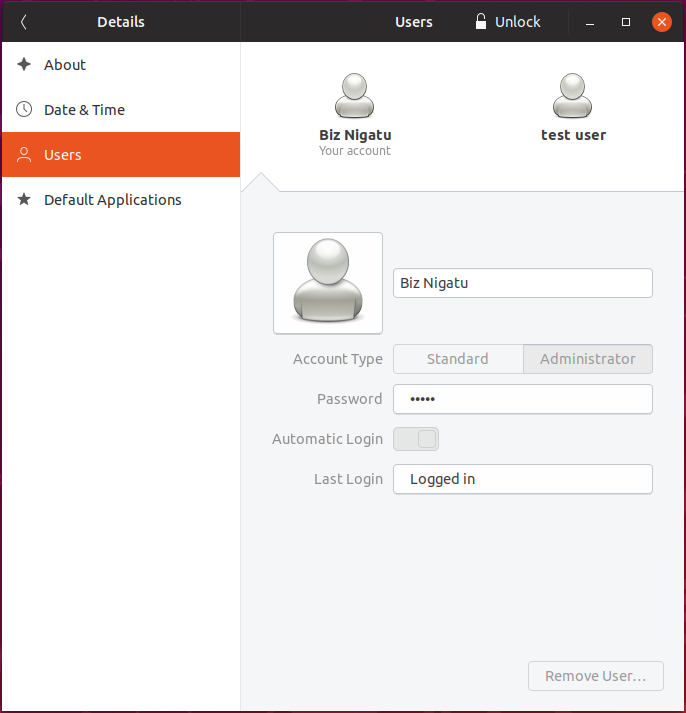 Details
Users
Unlock
About
Date & Time
Users
Default Applications
Biz Nigatu
Your account
test user
Biz Nigatu
Account Type
Standard
Administrator
Password
•••••
Automatic Login
Last Login
Logged in
Remove User…